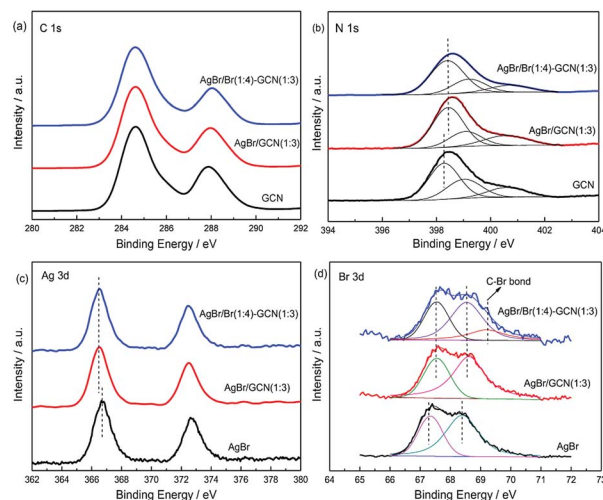 (a) C 1s
AgBr/Br(1:4)-GCN(1:3)
AgBr/GCN(1:3)
GCN
Intensity / a.u.
280 282 284 286 288 290 292
Binding Energy / eV
(b) N 1s
AgBr/Br(1:4)-GCN(1:3)
AgBr/GCN(1:3)
GCN
Intensity / a.u.
394 396 398 400 402 404
Binding Energy / eV
(c) Ag 3d
AgBr/Br(1:4)-GCN(1:3)
AgBr/GCN(1:3)
AgBr
Intensity / a.u.
362 364 366 368 370 372 374 376 378 380
Binding Energy / eV
(d) Br 3d
C-Br bond
AgBr/Br(1:4)-GCN(1:3)
AgBr/GCN(1:3)
AgBr
Intensity / a.u.
65 66 67 68 69 70 71 72 73
Binding Energy / eV